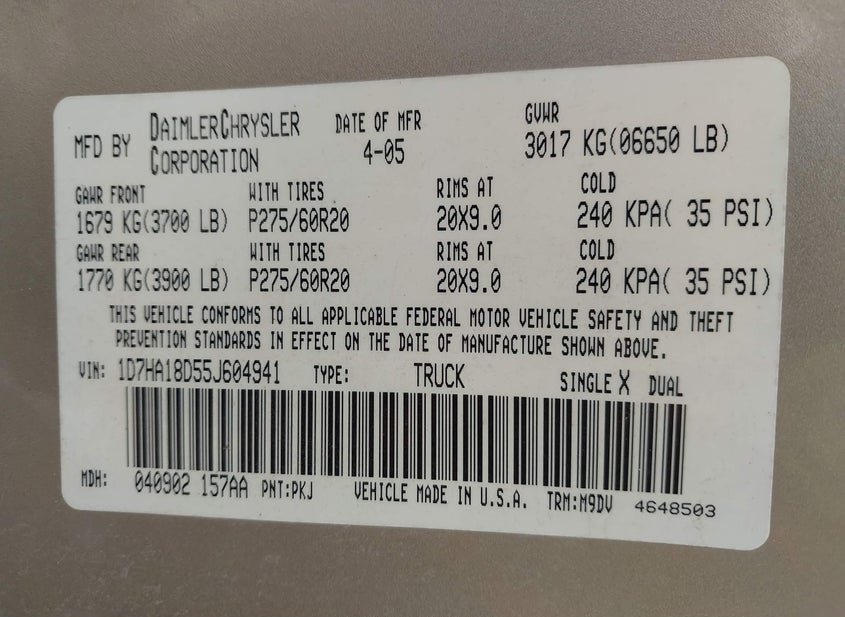 MFD BY DAIMLERCHRYSLER CORPORATION DATE OF MFR 4-05 GVWR 3017 KG(06650 LB)
GAWR FRONT WITH TIRES RIMS AT COLD
1679 KG(3700 LB) P275/60R20 20X9.0 240 KPA( 35 PSI)
GAWR REAR WITH TIRES RIMS AT COLD
1770 KG(3900 LB) P275/60R20 20X9.0 240 KPA( 35 PSI)
THIS VEHICLE CONFORMS TO ALL APPLICABLE FEDERAL MOTOR VEHICLE SAFETY AND THEFT
PREVENTION STANDARDS IN EFFECT ON THE DATE OF MANUFACTURE SHOWN ABOVE.
VIN: 1D7HA18D55J604941 TYPE: TRUCK SINGLE X DUAL
MDH: 040902 157AA PNT:PKJ VEHICLE MADE IN U.S.A. TRM:M9DV 4648503